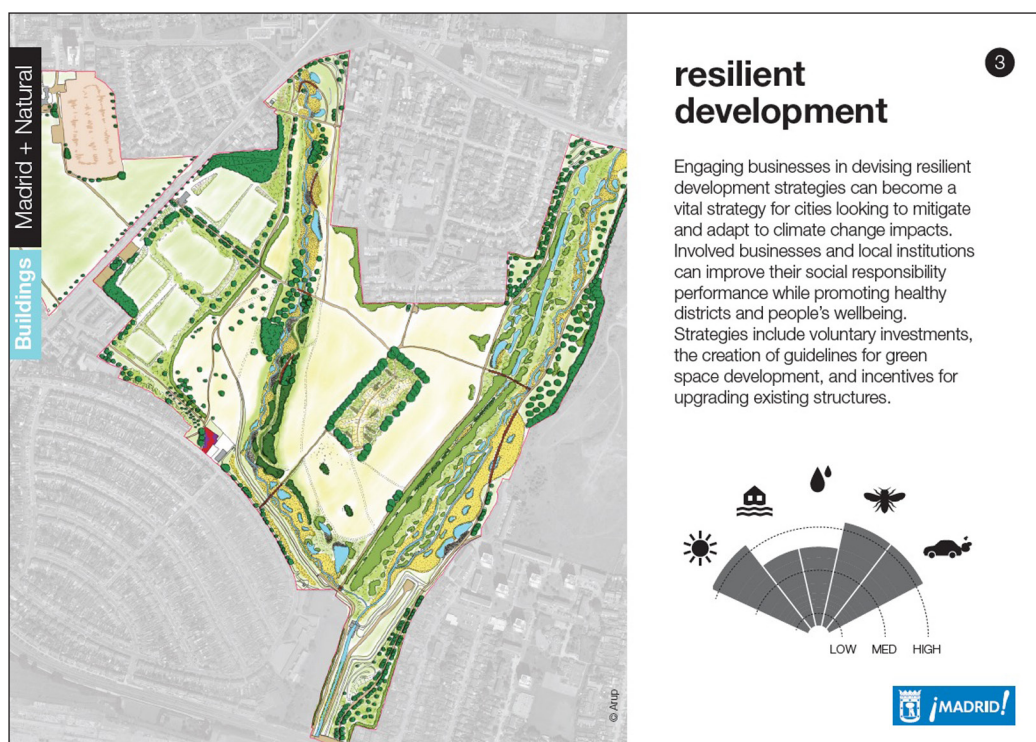 Madrid + Natural
Buildings
resilient
development
3
Engaging businesses in devising resilient
development strategies can become a
vital strategy for cities looking to mitigate
and adapt to climate change impacts.
Involved businesses and local institutions
can improve their social responsibility
performance while promoting healthy
districts and people’s wellbeing.
Strategies include voluntary investments,
the creation of guidelines for green
space development, and incentives for
upgrading existing structures.
LOW MED HIGH
© Arup
¡MADRID!